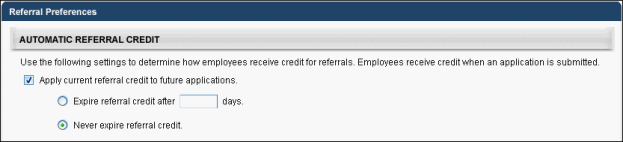 Referral Preferences
AUTOMATIC REFERRAL CREDIT
Use the following settings to determine how employees receive credit for referrals. Employees receive credit when an application is submitted.
Apply current referral credit to future applications.
Expire referral credit after days.
Never expire referral credit.